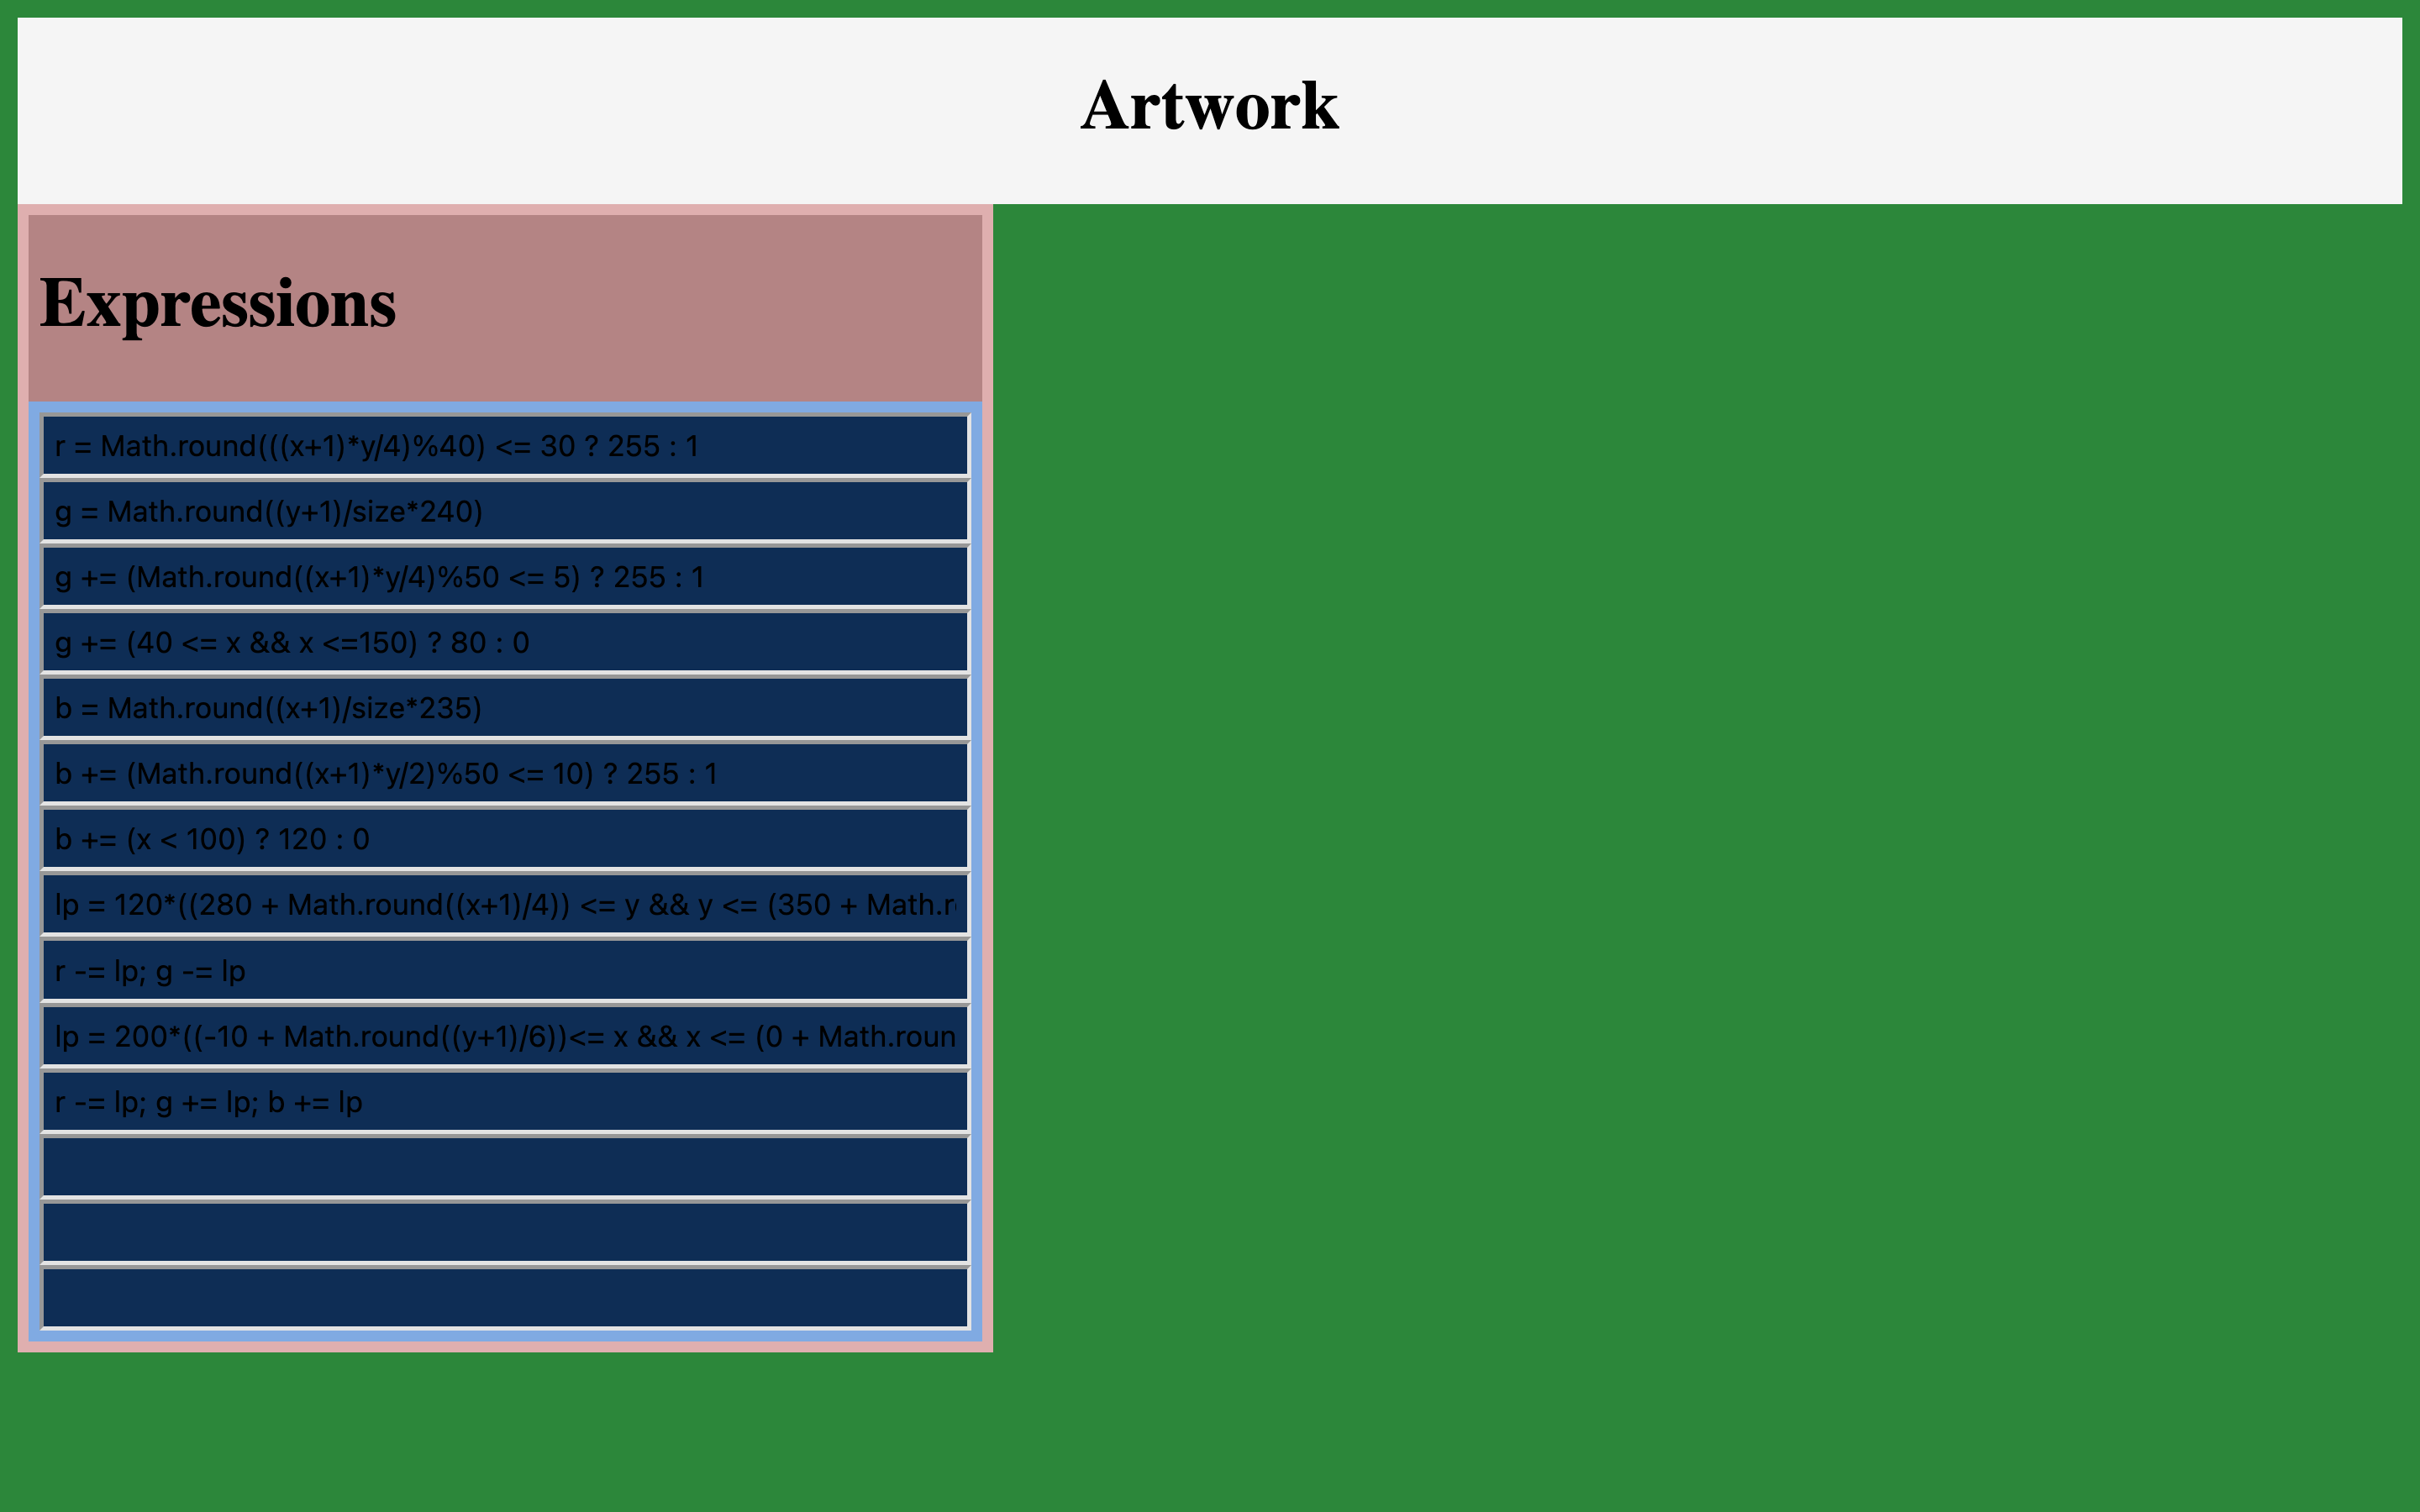 Artwork
Expressions
r = Math.round(((x+1)*y/4)%40) <= 30 ? 255 : 1
g = Math.round((y+1)/size*240)
g += (Math.round((x+1)*y/4)%50 <= 5) ? 255 : 1
g += (40 <= x && x <=150) ? 80 : 0
b = Math.round((x+1)/size*235)
b += (Math.round((x+1)*y/2)%50 <= 10) ? 255 : 1
b += (x < 100) ? 120 : 0
lp = 120*((280 + Math.round((x+1)/4)) <= y && y <= (350 + Math.r
r -= lp; g -= lp
lp = 200*((-10 + Math.round((y+1)/6))<= x && x <= (0 + Math.roun
r -= lp; g += lp; b += lp